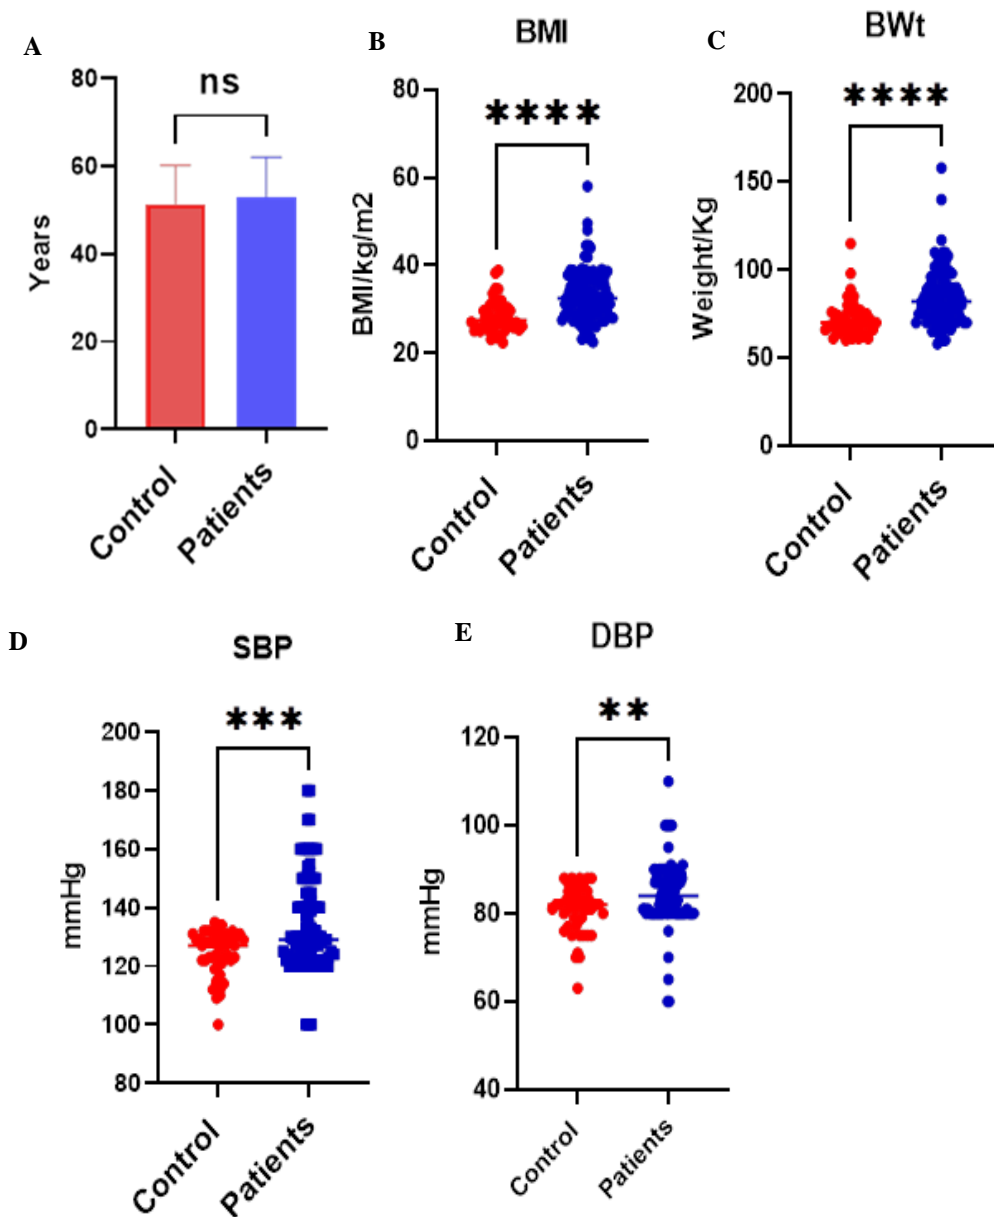 A
ns
80
60
40
20
0
Years
Control
Patients
B
BMI
****
80
60
40
20
0
BMI/kg/m2
Control
Patients
C
BWt
****
200
150
100
50
0
Weight/Kg
Control
Patients
D
SBP
***
200
180
160
140
120
100
80
mmHg
Control
Patients
E
DBP
**
120
100
80
60
40
mmHg
Control
Patients